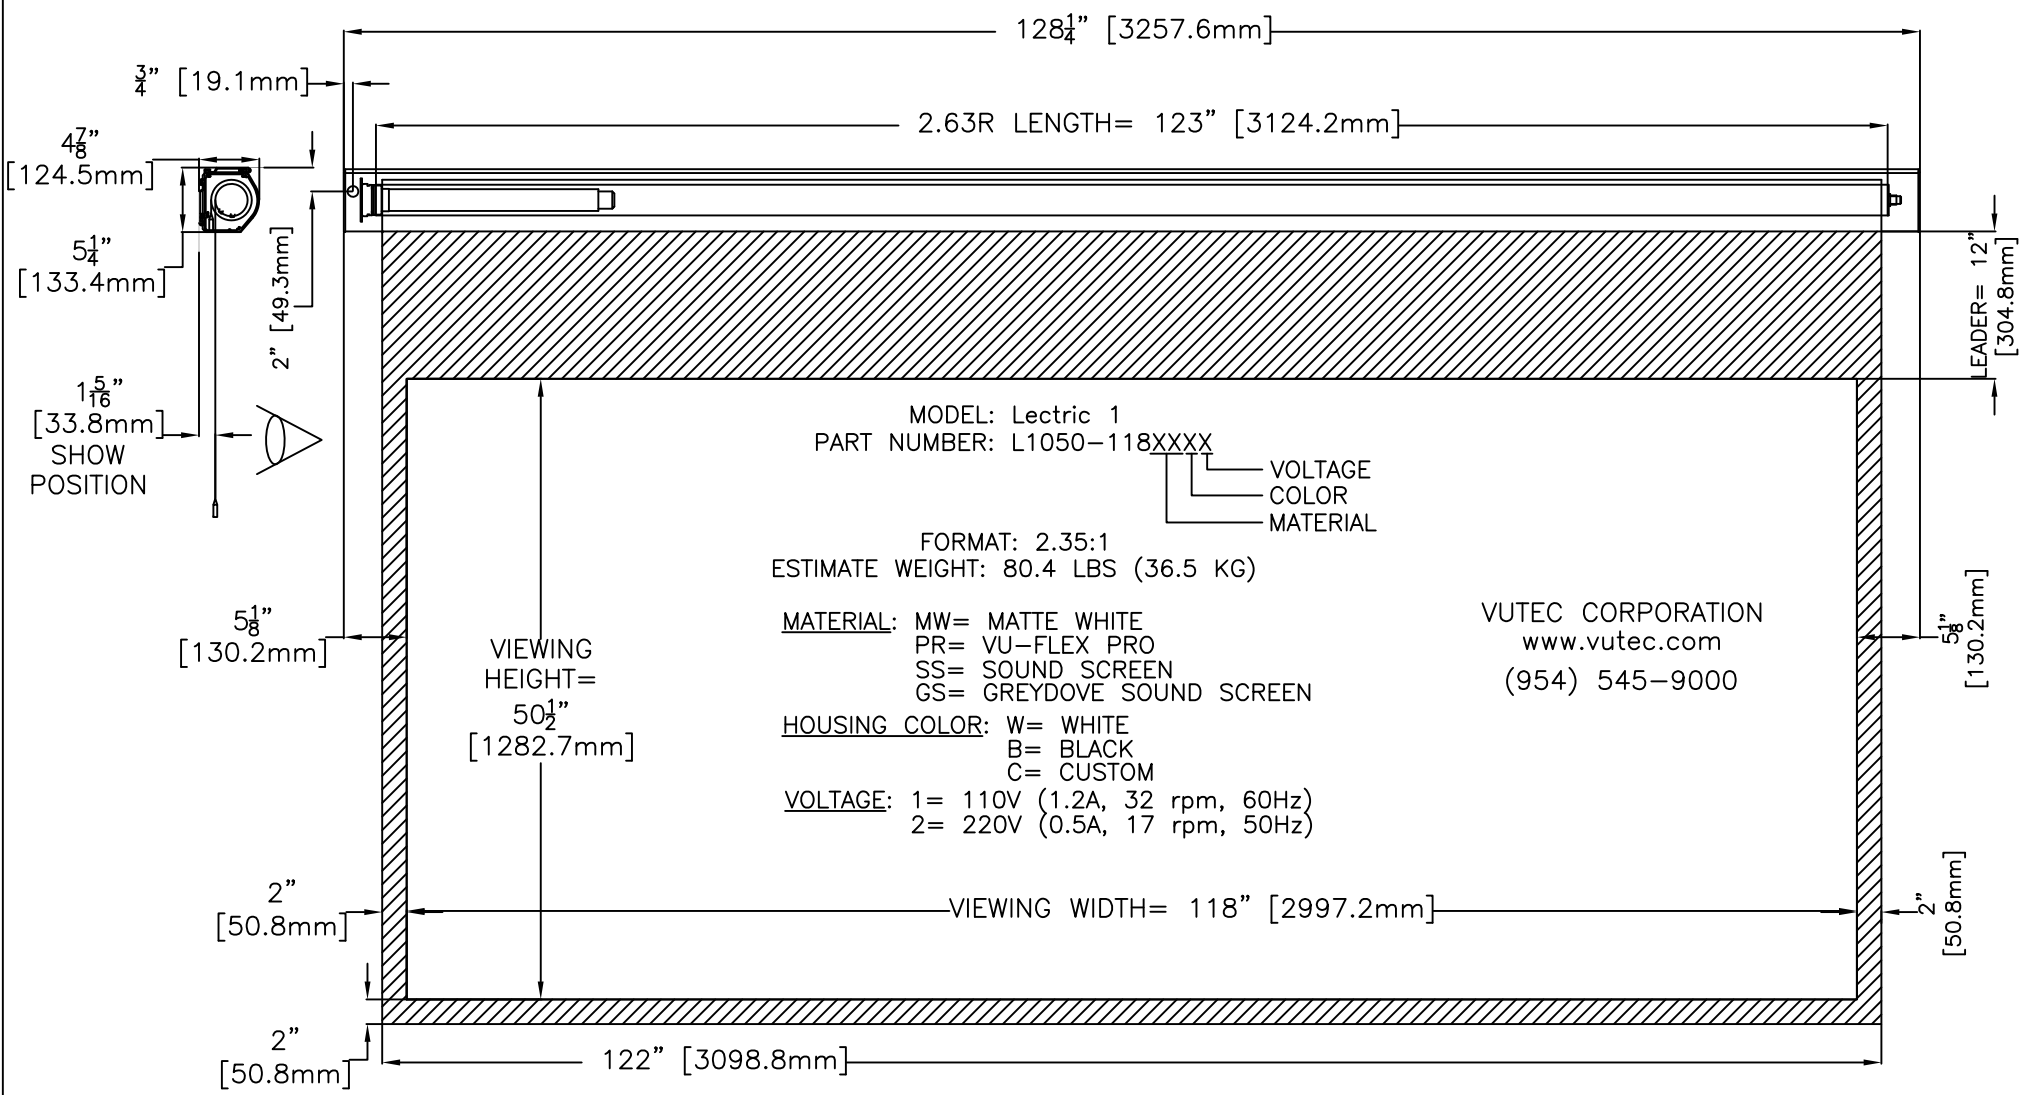 128¼” [3257.6mm]
¾” [19.1mm]
2.63R LENGTH= 123” [3124.2mm]
4⅞”
[124.5mm]
5¼”
[133.4mm]
2” [49.3mm]
LEADER= 12”
[304.8mm]
1 5/16”
[33.8mm]
SHOW
POSITION
MODEL: Lectric 1
PART NUMBER: L1050-118XXXX
VOLTAGE
COLOR
MATERIAL
FORMAT: 2.35:1
ESTIMATE WEIGHT: 80.4 LBS (36.5 KG)
5⅛”
[130.2mm]
VIEWING
HEIGHT=
50½”
[1282.7mm]
MATERIAL: MW= MATTE WHITE
PR= VU-FLEX PRO
SS= SOUND SCREEN
GS= GREYDOVE SOUND SCREEN
HOUSING COLOR: W= WHITE
B= BLACK
C= CUSTOM
VOLTAGE: 1= 110V (1.2A, 32 rpm, 60Hz)
2= 220V (0.5A, 17 rpm, 50Hz)
VUTEC CORPORATION
www.vutec.com
(954) 545-9000
5⅛”
[130.2mm]
2”
[50.8mm]
VIEWING WIDTH= 118” [2997.2mm]
2”
[50.8mm]
2”
[50.8mm]
122” [3098.8mm]